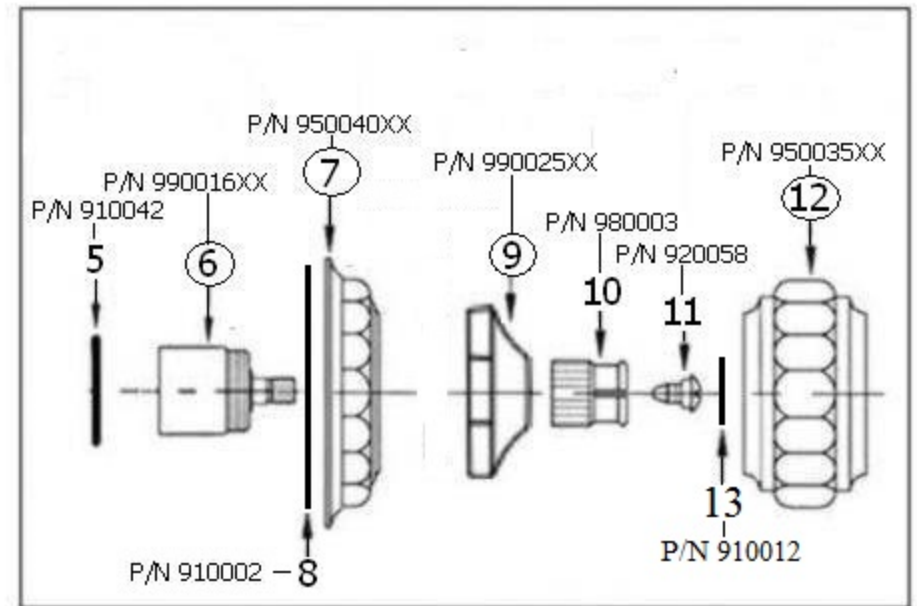 P/N 950040XX
7
P/N 990025XX
9
P/N 950035XX
12
P/N 990016XX
6
P/N 910042
5
P/N 980003
10
P/N 920058
11
13
P/N 910012
P/N 910002 - 8